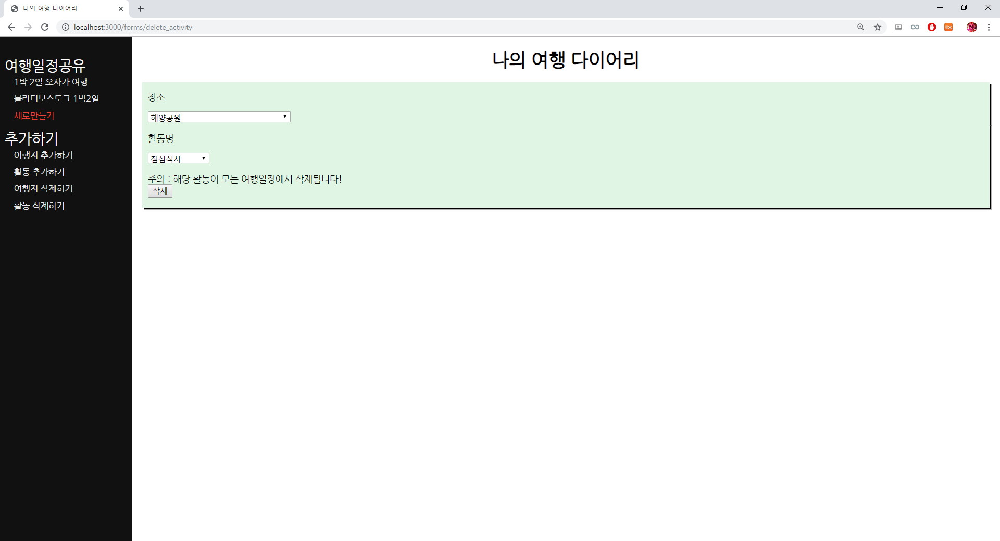 나의 여행 다이어리
localhost:3000/forms/delete_activity
여행일정공유
1박 2일 오사카 여행
블라디보스토크 1박2일
새로만들기
추가하기
여행지 추가하기
활동 추가하기
여행지 삭제하기
활동 삭제하기
나의 여행 다이어리
장소
해양공원
활동명
점심식사
주의 : 해당 활동이 모든 여행일정에서 삭제됩니다!
삭제